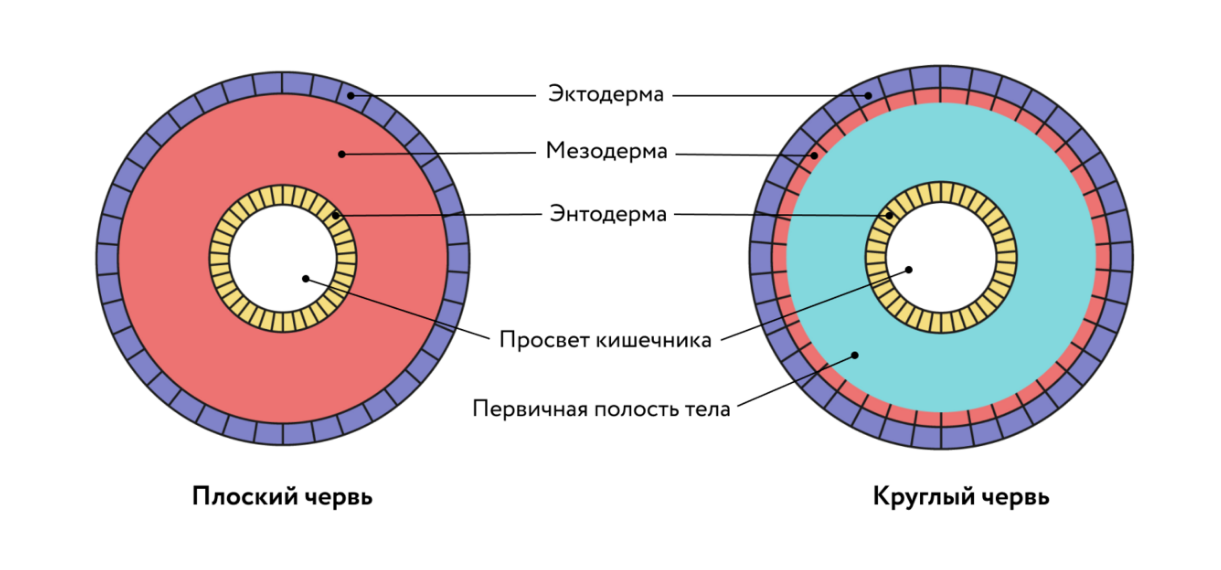 Эктодерма
Мезодерма
Энтодерма
Просвет кишечника
Первичная полость тела
Плоский червь
Круглый червь